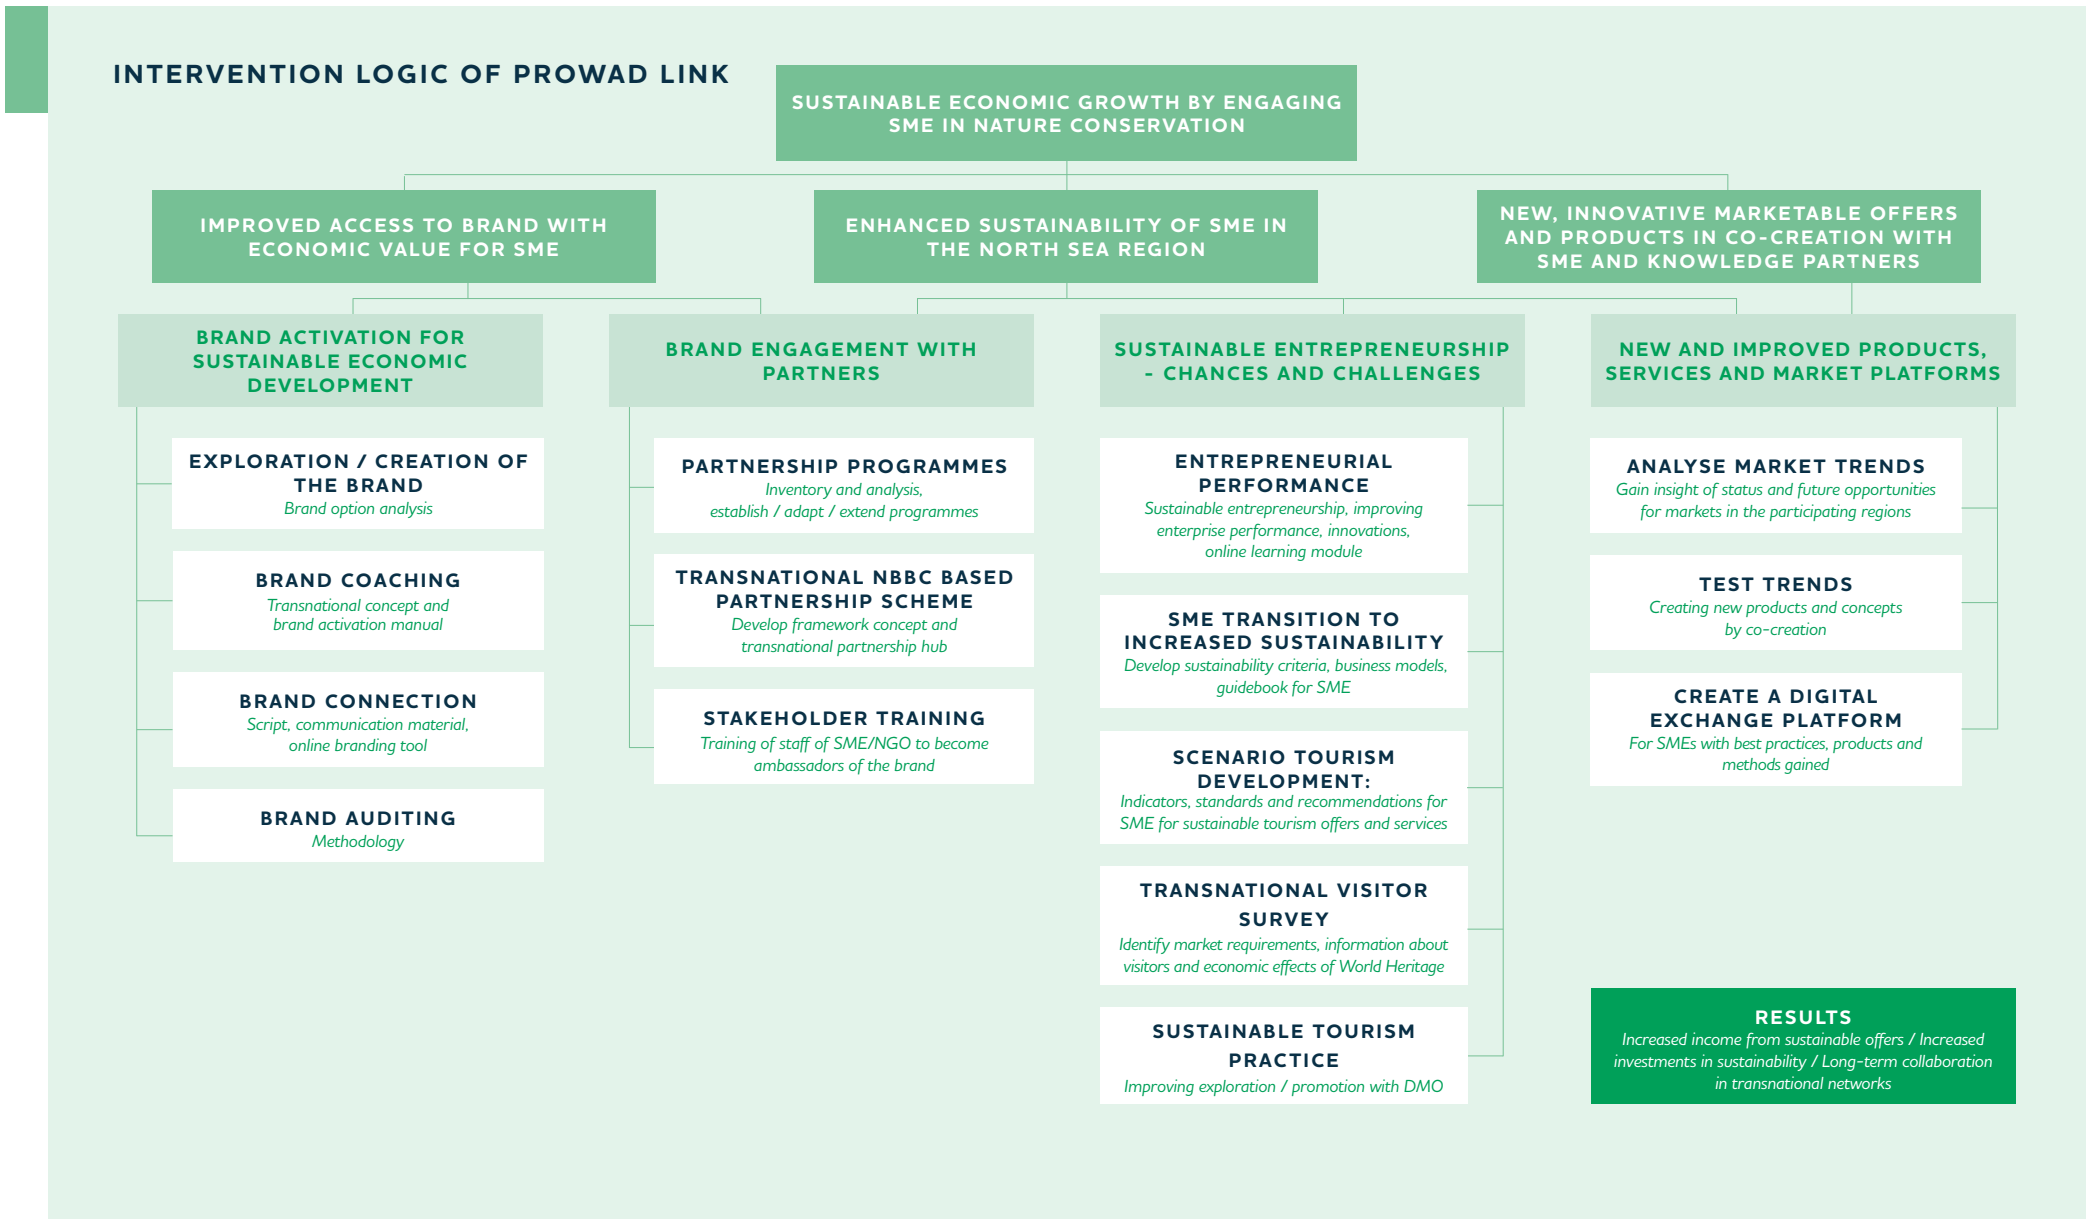 INTERVENTION LOGIC OF PROWAD LINK
SUSTAINABLE ECONOMIC GROWTH BY ENGAGING
SME IN NATURE CONSERVATION
IMPROVED ACCESS TO BRAND WITH
ECONOMIC VALUE FOR SME
ENHANCED SUSTAINABILITY OF SME IN
THE NORTH SEA REGION
NEW, INNOVATIVE MARKETABLE OFFERS
AND PRODUCTS IN CO-CREATION WITH
SME AND KNOWLEDGE PARTNERS
BRAND ACTIVATION FOR
SUSTAINABLE ECONOMIC
DEVELOPMENT
EXPLORATION / CREATION OF
THE BRAND
Brand option analysis
BRAND COACHING
Transnational concept and
brand activation manual
BRAND CONNECTION
Script, communication material,
online branding tool
BRAND AUDITING
Methodology
BRAND ENGAGEMENT WITH
PARTNERS
PARTNERSHIP PROGRAMMES
Inventory and analysis,
establish / adapt / extend programmes
TRANSNATIONAL NBBC BASED
PARTNERSHIP SCHEME
Develop framework concept and
transnational partnership hub
STAKEHOLDER TRAINING
Training of staff of SME/NGO to become
ambassadors of the brand
SUSTAINABLE ENTREPRENEURSHIP
- CHANCES AND CHALLENGES
ENTREPRENEURIAL
PERFORMANCE
Sustainable entrepreneurship, improving
enterprise performance, innovations,
online learning module
SME TRANSITION TO
INCREASED SUSTAINABILITY
Develop sustainability criteria, business models,
guidebook for SME
SCENARIO TOURISM
DEVELOPMENT:
Indicators, standards and recommendations for
SME for sustainable tourism offers and services
TRANSNATIONAL VISITOR
SURVEY
Identify market requirements, information about
visitors and economic effects of World Heritage
SUSTAINABLE TOURISM
PRACTICE
Improving exploration / promotion with DMO
NEW AND IMPROVED PRODUCTS,
SERVICES AND MARKET PLATFORMS
ANALYSE MARKET TRENDS
Gain insight of status and future opportunities
for markets in the participating regions
TEST TRENDS
Creating new products and concepts
by co-creation
CREATE A DIGITAL
EXCHANGE PLATFORM
For SMEs with best practices, products and
methods gained
RESULTS
Increased income from sustainable offers / Increased
investments in sustainability / Long-term collaboration
in transnational networks